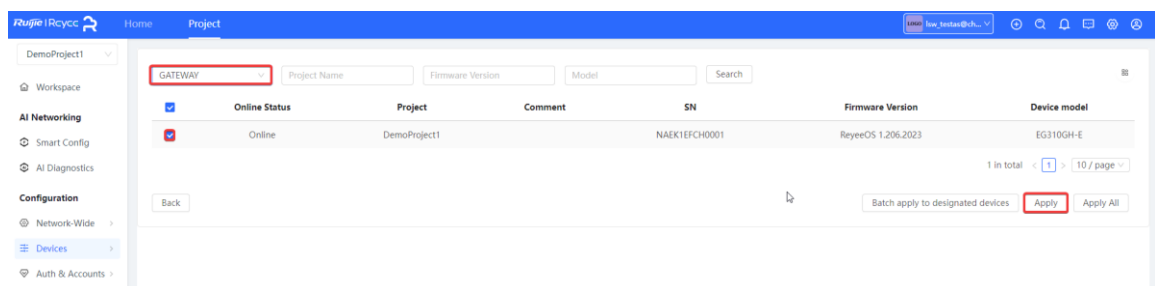 Ruijie | Rcycc Home Project LOGO lsw_testas@ch...
DemoProject1
GATEWAY Project Name Firmware Version Model Search
Workspace
Online Status Project Comment SN Firmware Version Device model
AI Networking
Online DemoProject1 NAEK1EFCH0001 ReyeeOS 1.206.2023 EG310GH-E
Smart Config
AI Diagnostics
1 in total < 1 > 10 / page
Configuration
Back Batch apply to designated devices Apply Apply All
Network-Wide >
Devices >
Auth & Accounts >